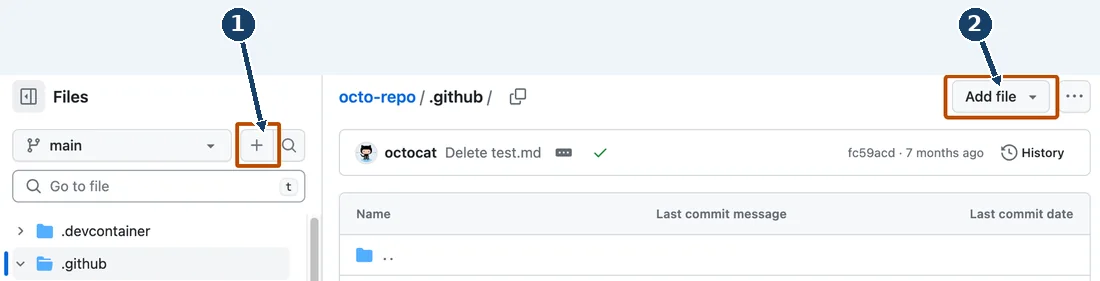 1
2
Files
octo-repo / .github /
Add file
main
octocat Delete test.md
fc59acd · 7 months ago
History
Go to file
t
Name
Last commit message
Last commit date
.devcontainer
.github
..